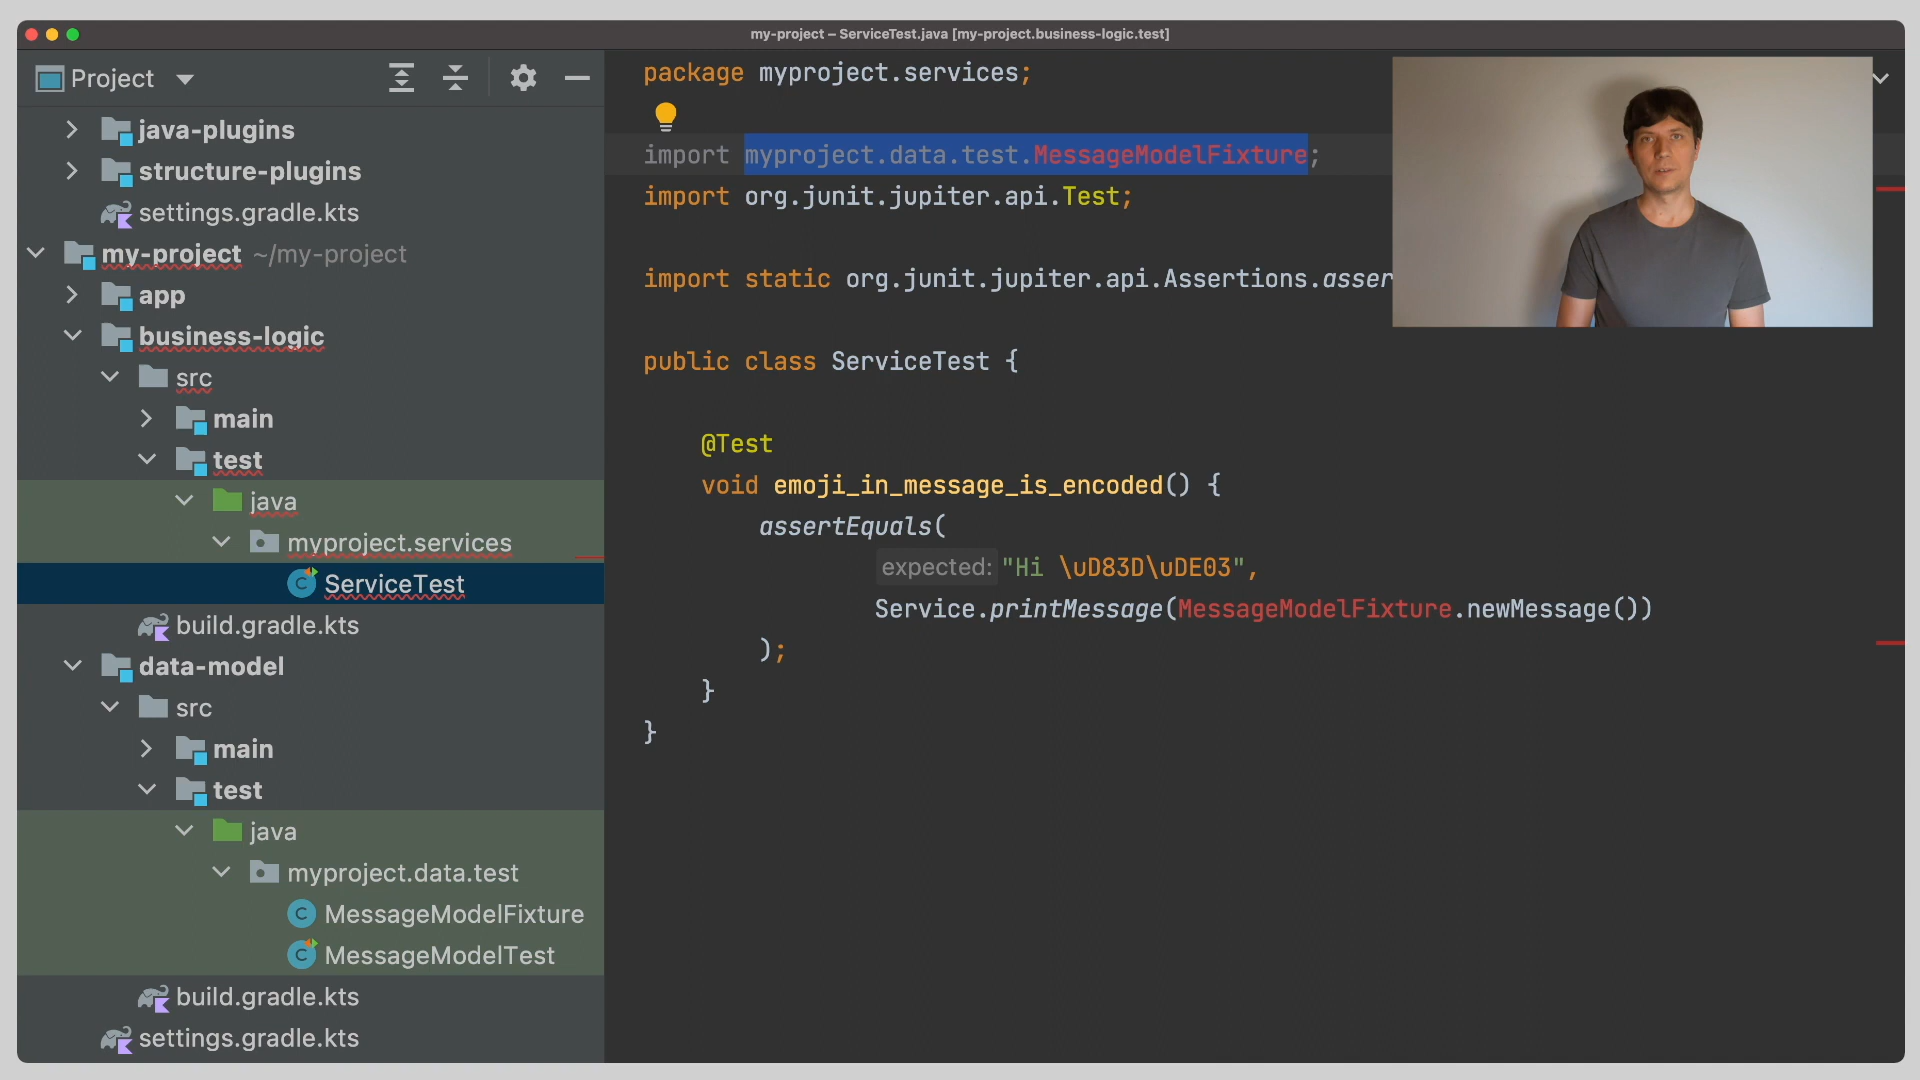 my-project – ServiceTest.java [my-project.business-logic.test]
Project
java-plugins
structure-plugins
settings.gradle.kts
my-project ~/my-project
app
business-logic
src
main
test
java
myproject.services
ServiceTest
build.gradle.kts
data-model
src
main
test
java
myproject.data.test
MessageModelFixture
MessageModelTest
build.gradle.kts
settings.gradle.kts
package myproject.services;
import myproject.data.test.MessageModelFixture;
import org.junit.jupiter.api.Test;
import static org.junit.jupiter.api.Assertions.asser
public class ServiceTest {
@Test
void emoji_in_message_is_encoded() {
assertEquals(
expected: "Hi \uD83D\uDE03",
Service.printMessage(MessageModelFixture.newMessage())
);
}
}